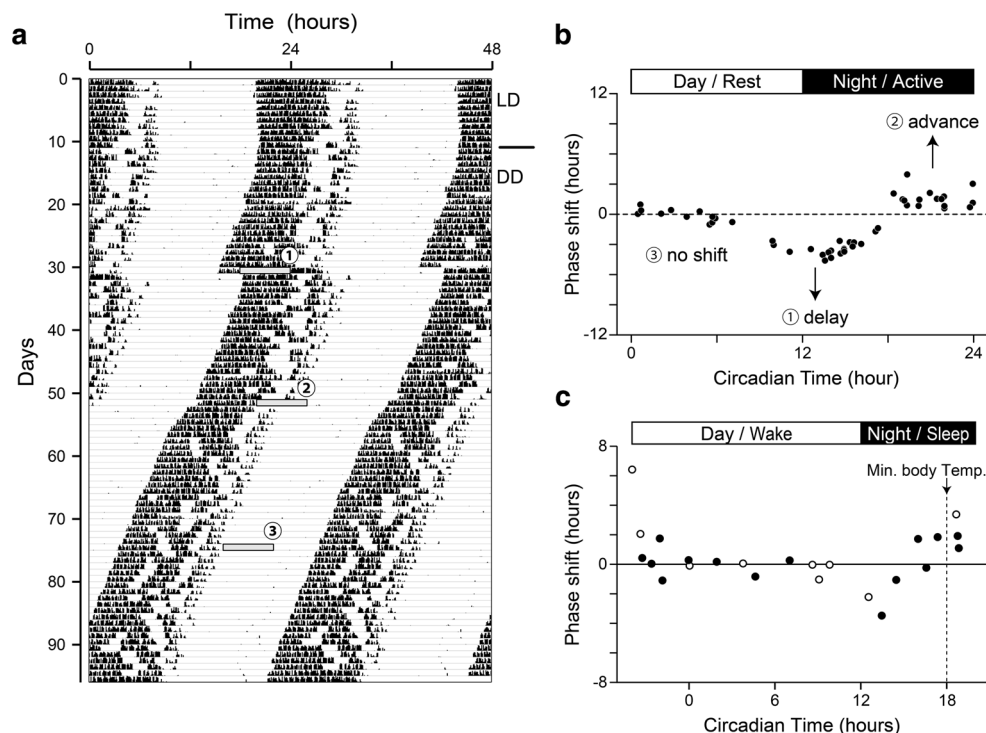 a
Time (hours)
0 24 48
Days
0
10
20
30
40
50
60
70
80
90
LD
DD
①
②
③
b
Day / Rest Night / Active
Phase shift (hours)
12
0
-12
② advance
③ no shift
① delay
0 12 24
Circadian Time (hour)
c
Day / Wake Night / Sleep
Min. body Temp.
Phase shift (hours)
8
0
-8
0 6 12 18
Circadian Time (hours)